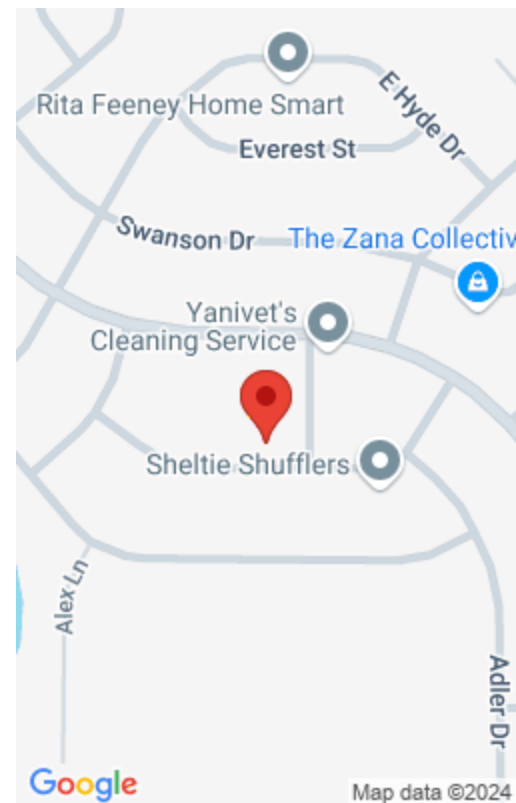 Rita Feeney Home Smart
E Hyde Dr
Everest St
Swanson Dr
The Zana Collectiv
Yanivet's
Cleaning Service
Sheltie Shufflers
Alex Ln
Adler Dr
Google
Map data ©2024